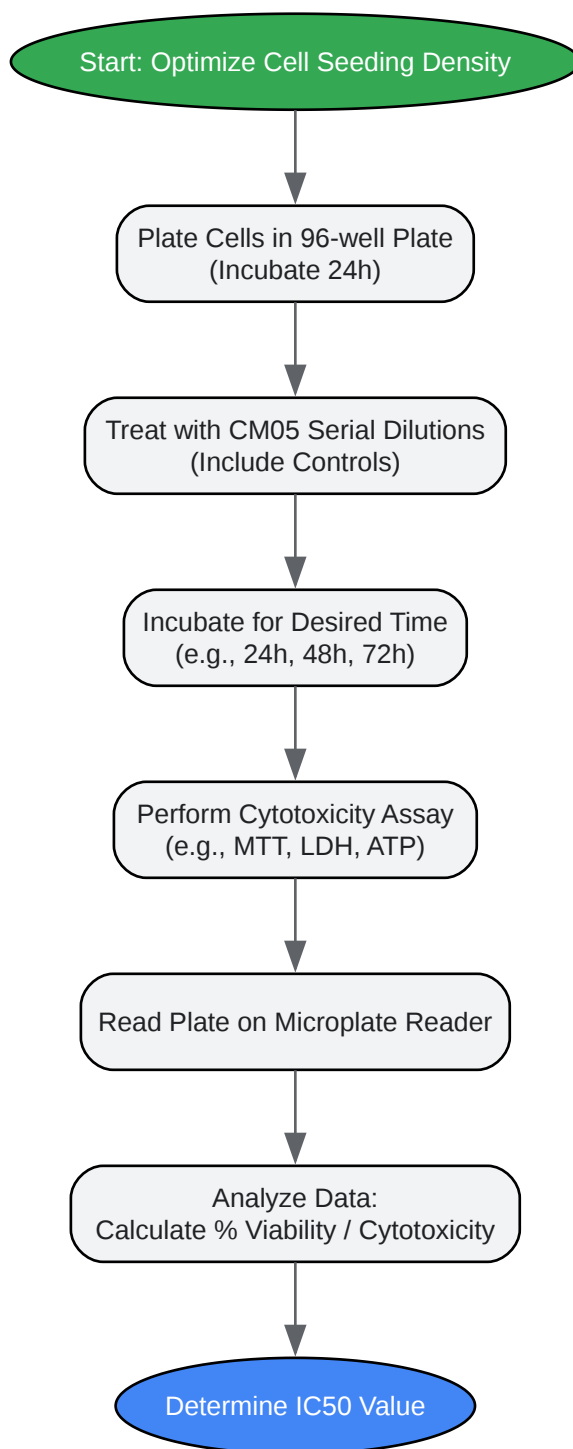 Start: Optimize Cell Seeding Density
Plate Cells in 96-well Plate
(Incubate 24h)
Treat with CM05 Serial Dilutions
(Include Controls)
Incubate for Desired Time
(e.g., 24h, 48h, 72h)
Perform Cytotoxicity Assay
(e.g., MTT, LDH, ATP)
Read Plate on Microplate Reader
Analyze Data:
Calculate % Viability / Cytotoxicity
Determine IC50 Value